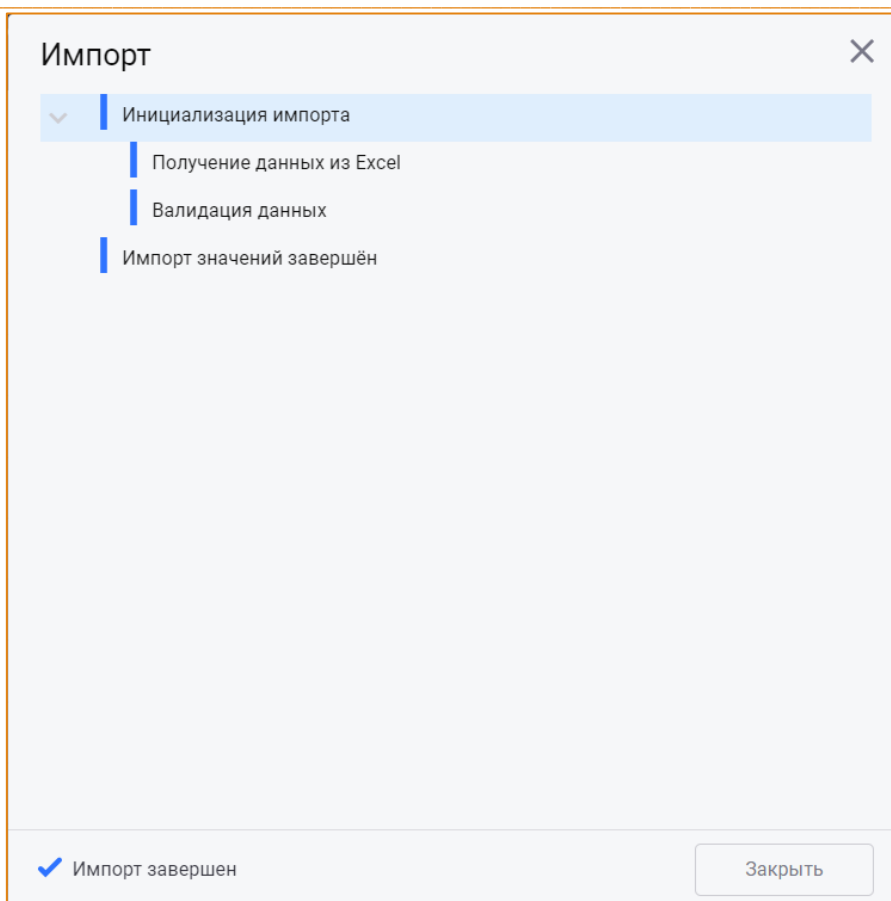 Импорт
Инициализация импорта
Получение данных из Excel
Валидация данных
Импорт значений завершён
Импорт завершен
Закрыть